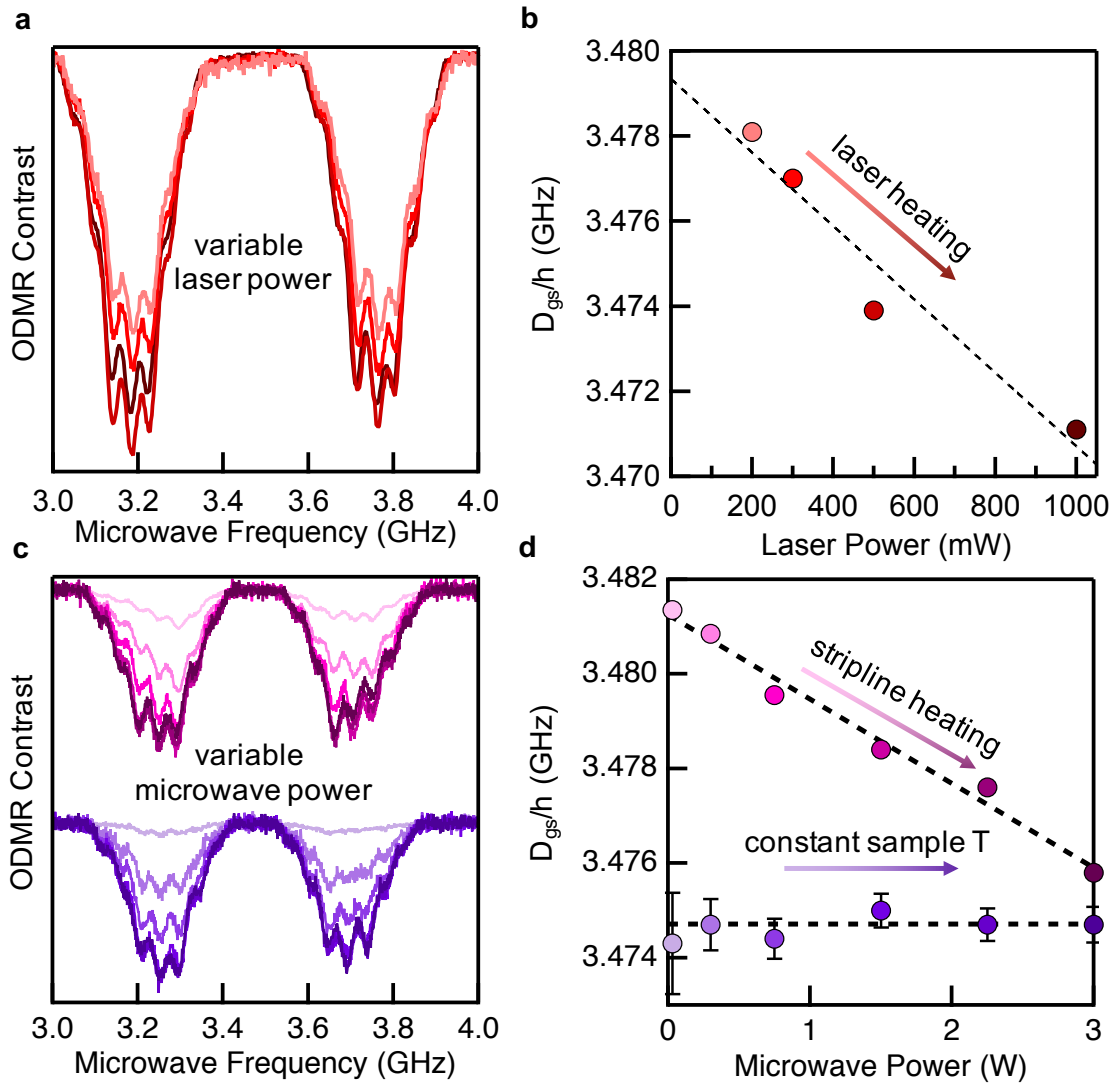 a
ODMR Contrast
variable
laser power
3.0 3.2 3.4 3.6 3.8 4.0
Microwave Frequency (GHz)
b
3.480
3.478
3.476
3.474
3.472
3.470
D_gs/h (GHz)
laser heating
0 200 400 600 800 1000
Laser Power (mW)
c
ODMR Contrast
variable
microwave power
3.0 3.2 3.4 3.6 3.8 4.0
Microwave Frequency (GHz)
d
3.482
3.480
3.478
3.476
3.474
D_gs/h (GHz)
stripline heating
constant sample T
0 1 2 3
Microwave Power (W)